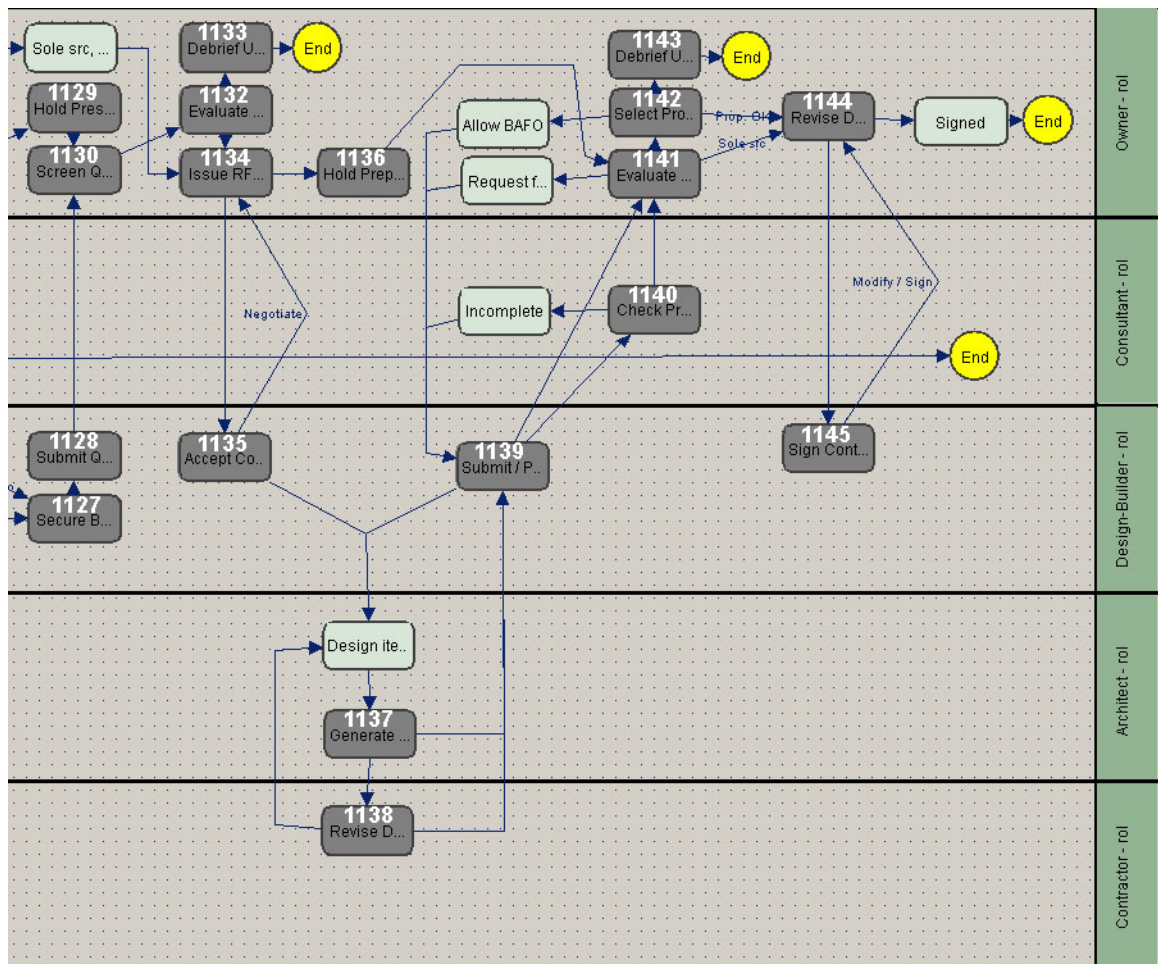 Sole src, ...
1133
Debrief U...
End
1129
Hold Pres...
1132
Evaluate ...
1130
Screen Q...
1134
Issue RF...
1136
Hold Prep...
1143
Debrief U...
End
Allow BAFO
1142
Select Pro...
Prop. OK
1144
Revise D...
Signed
End
Sole src
1141
Evaluate ...
Request f...
Owner - rol
Negotiate
Incomplete
1140
Check Pr...
Modify / Sign
End
Consultant - rol
1128
Submit Q...
1127
Secure B...
1135
Accept Co..
1139
Submit / P...
1145
Sign Cont...
Design-Builder - rol
Design ite..
1137
Generate ...
Architect - rol
1138
Revise D...
Contractor - rol